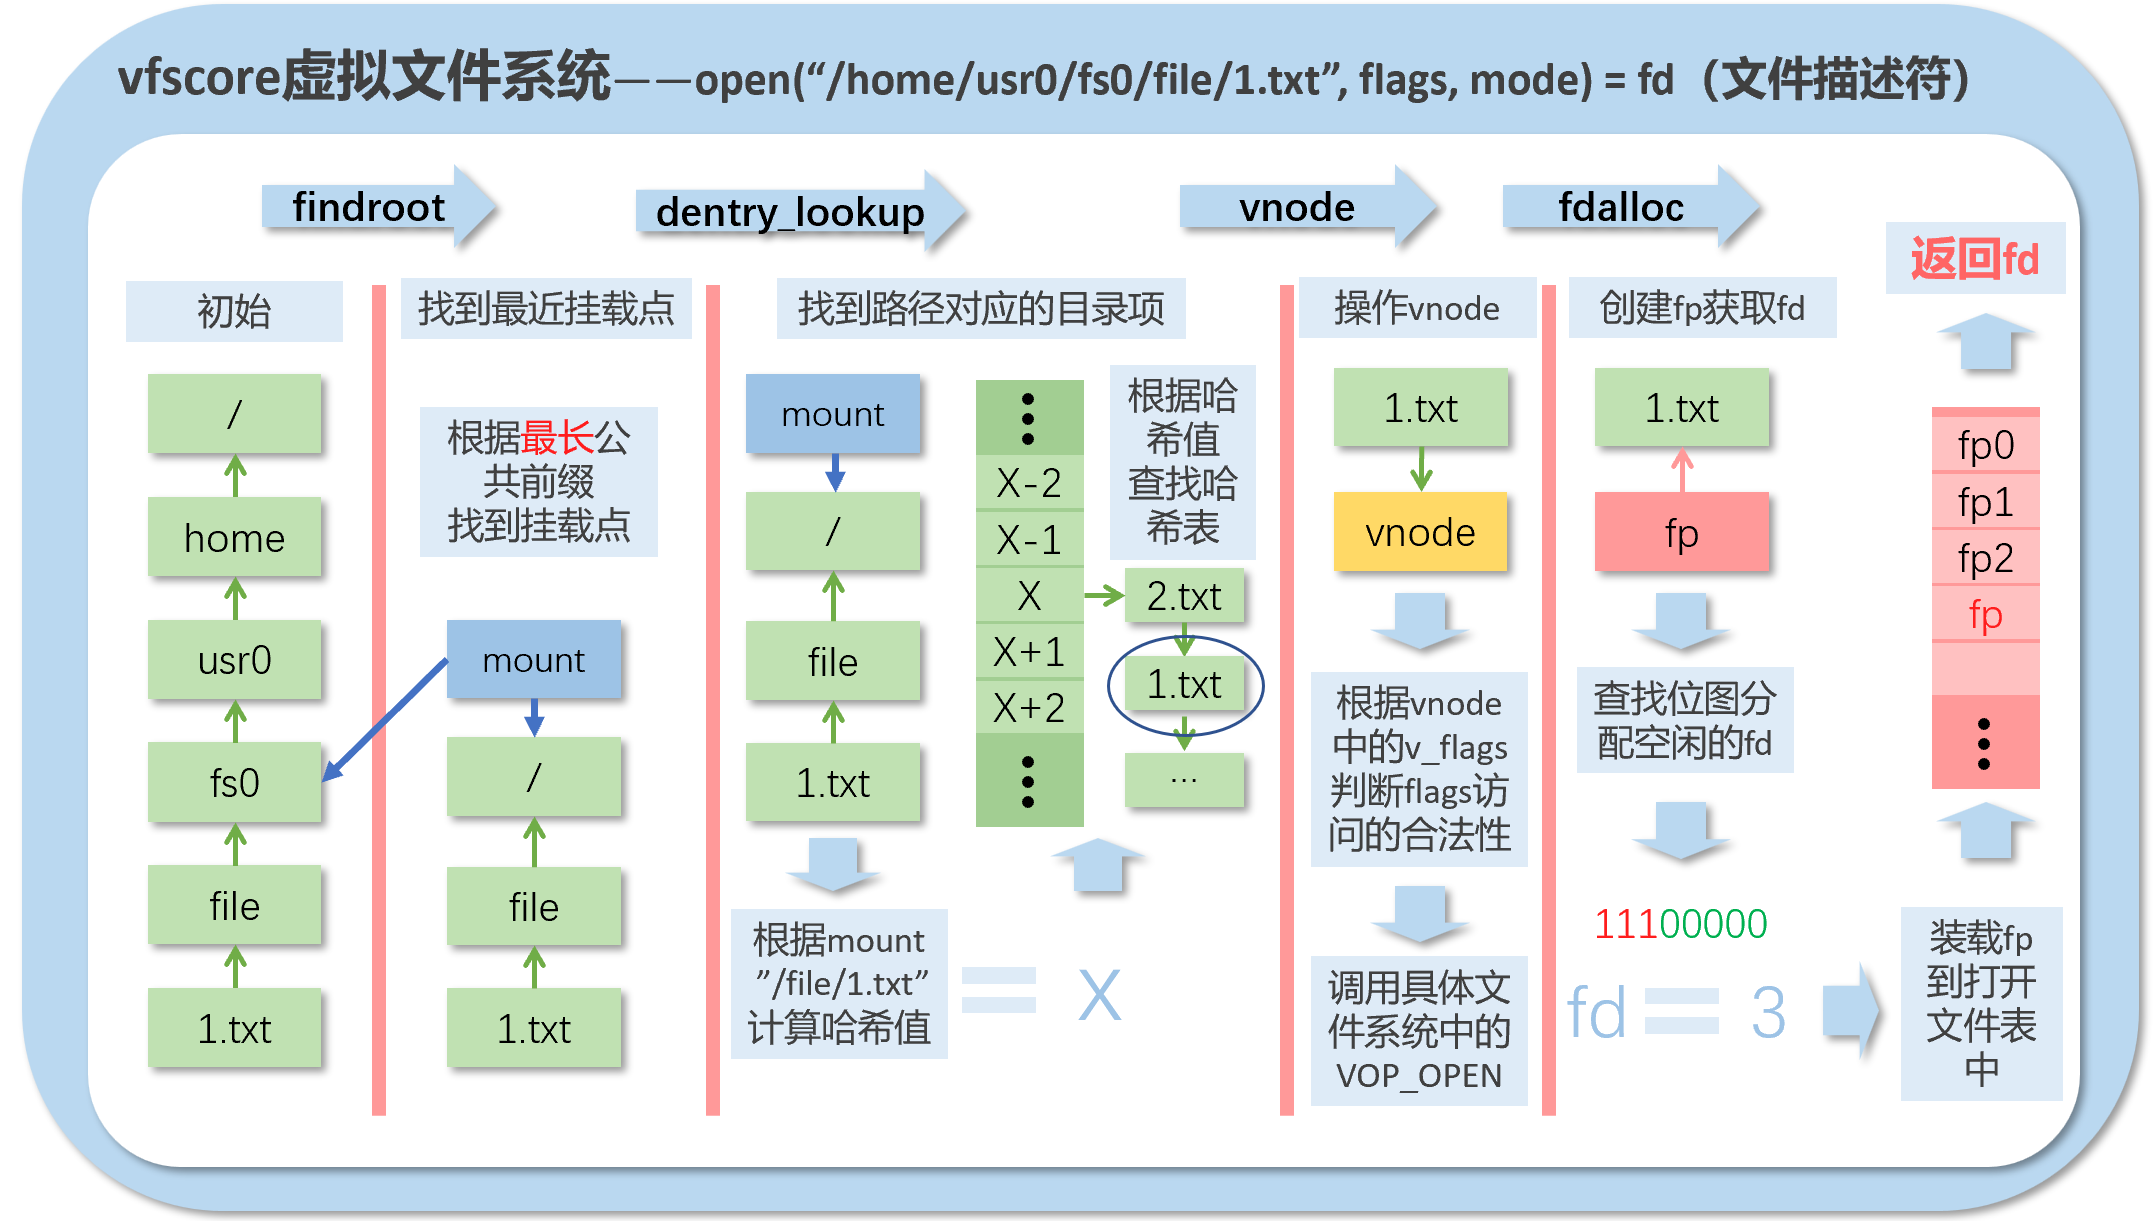 vfscore虚拟文件系统——open(“/home/usr0/fs0/file/1.txt”, flags, mode) = fd（文件描述符）
findroot
dentry_lookup
vnode
fdalloc
初始
/
home
usr0
fs0
file
1.txt
找到最近挂载点
根据最长公
共前缀
找到挂载点
mount
/
file
1.txt
找到路径对应的目录项
mount
/
file
1.txt
根据mount
”/file/1.txt”
计算哈希值
= X
X-2
X-1
X
X+1
X+2
根据哈
希值
查找哈
希表
2.txt
1.txt
...
操作vnode
1.txt
vnode
根据vnode
中的v_flags
判断flags访
问的合法性
调用具体文
件系统中的
VOP_OPEN
创建fp获取fd
1.txt
fp
查找位图分
配空闲的fd
11100000
fd = 3
装载fp
到打开
文件表
中
fp0
fp1
fp2
fp
返回fd